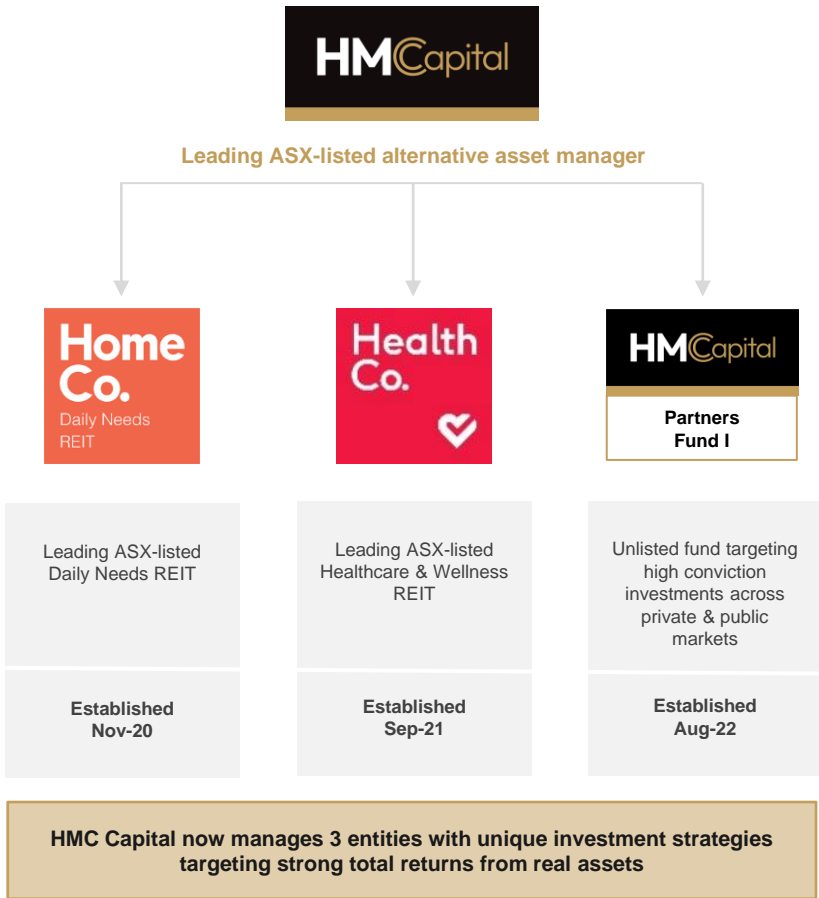 HMCapital
Leading ASX-listed alternative asset manager
Home
Co.
Daily Needs
REIT
Health
Co.
HMCapital
Partners
Fund I
Leading ASX-listed
Daily Needs REIT
Leading ASX-listed
Healthcare & Wellness
REIT
Unlisted fund targeting
high conviction
investments across
private & public
markets
Established
Nov-20
Established
Sep-21
Established
Aug-22
HMC Capital now manages 3 entities with unique investment strategies
targeting strong total returns from real assets